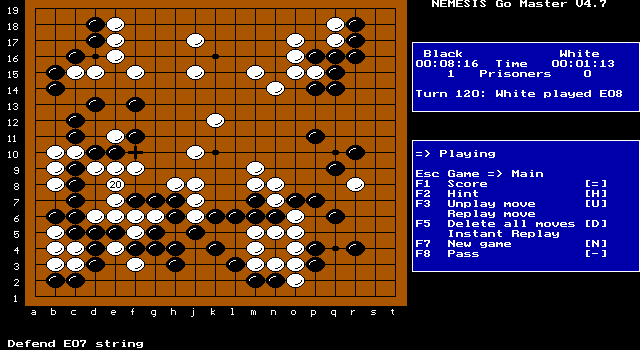 NEMESIS Go Master V4.7
19
18
17
16
15
14
13
12
11
10
9
8
7
6
5
4
3
2
1
20
a b c d e f g h j k l m n o p q r s t
Black White
00:08:16 Time 00:01:13
1 Prisoners 0
Turn 120: White played E08
=> Playing
Esc Game => Main
F1 Score [=]
F2 Hint [H]
F3 Unplay move [U]
Replay move
F5 Delete all moves [D]
Instant Replay
F7 New game [N]
F8 Pass [-]
Defend E07 string